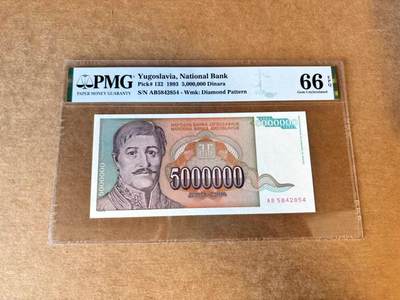 PMG
PAPER MONEY GUARANTY
Yugoslavia, National Bank
Pick# 132 1993 5,000,000 Dinara
S/N AB5842854 - Wmk: Diamond Pattern
66 EPQ
Gem Uncirculated
5000000
5000000
5000000
AB 5842854